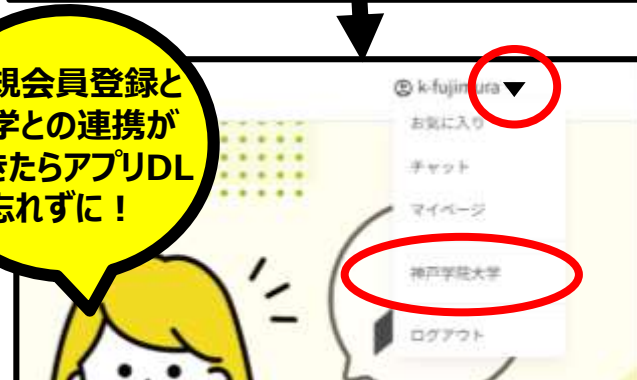 規会員登録と
学との連携が
きたらアプリDL
忘れずに！
k-fujimura ▼
お気に入り
チャット
マイページ
神戸学院大学
ログアウト